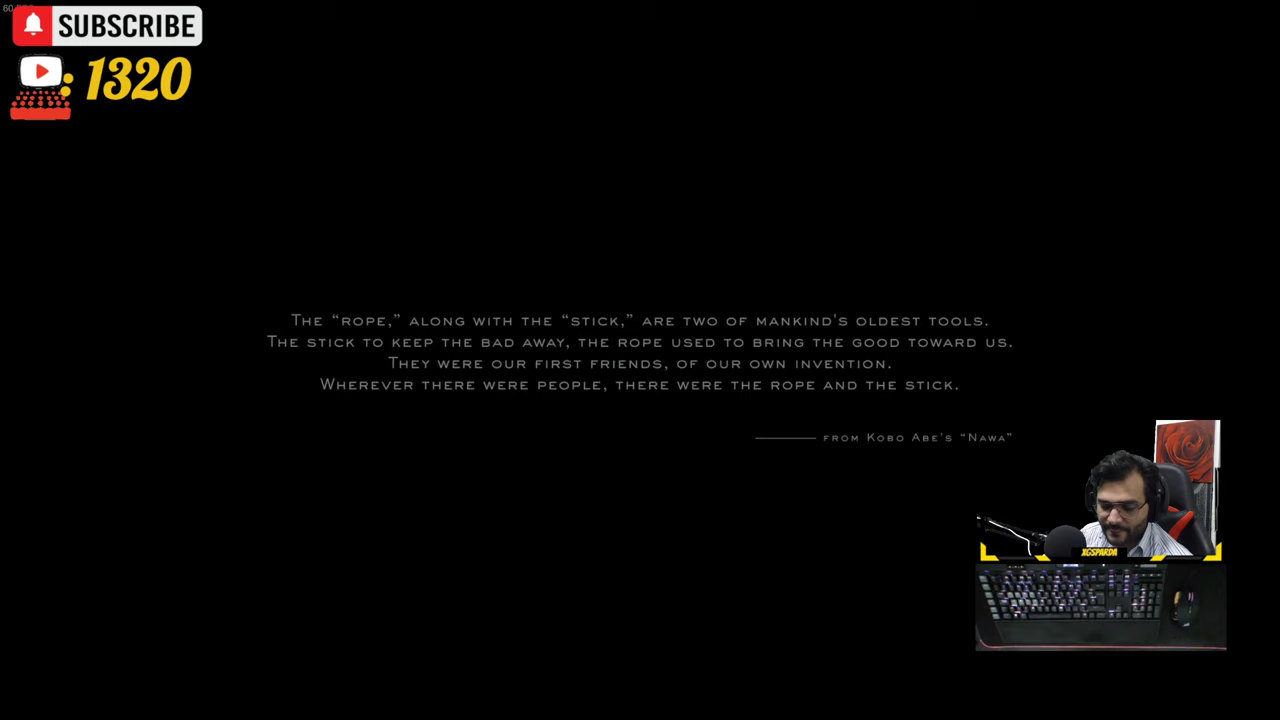 60
SUBSCRIBE
: 1320
The “rope,” along with the “stick,” are two of mankind's oldest tools.
The stick to keep the bad away, the rope used to bring the good toward us.
They were our first friends, of our own invention.
Wherever there were people, there were the rope and the stick.
——— from Kobo Abe's “Nawa”
XGSPARDA